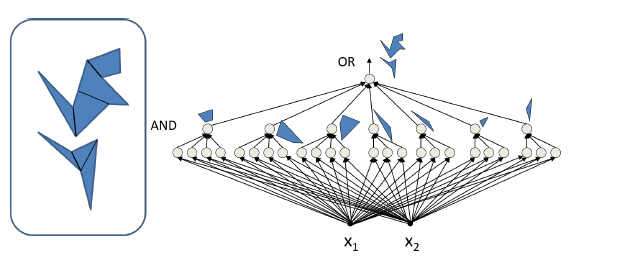 OR
AND
x1 x2